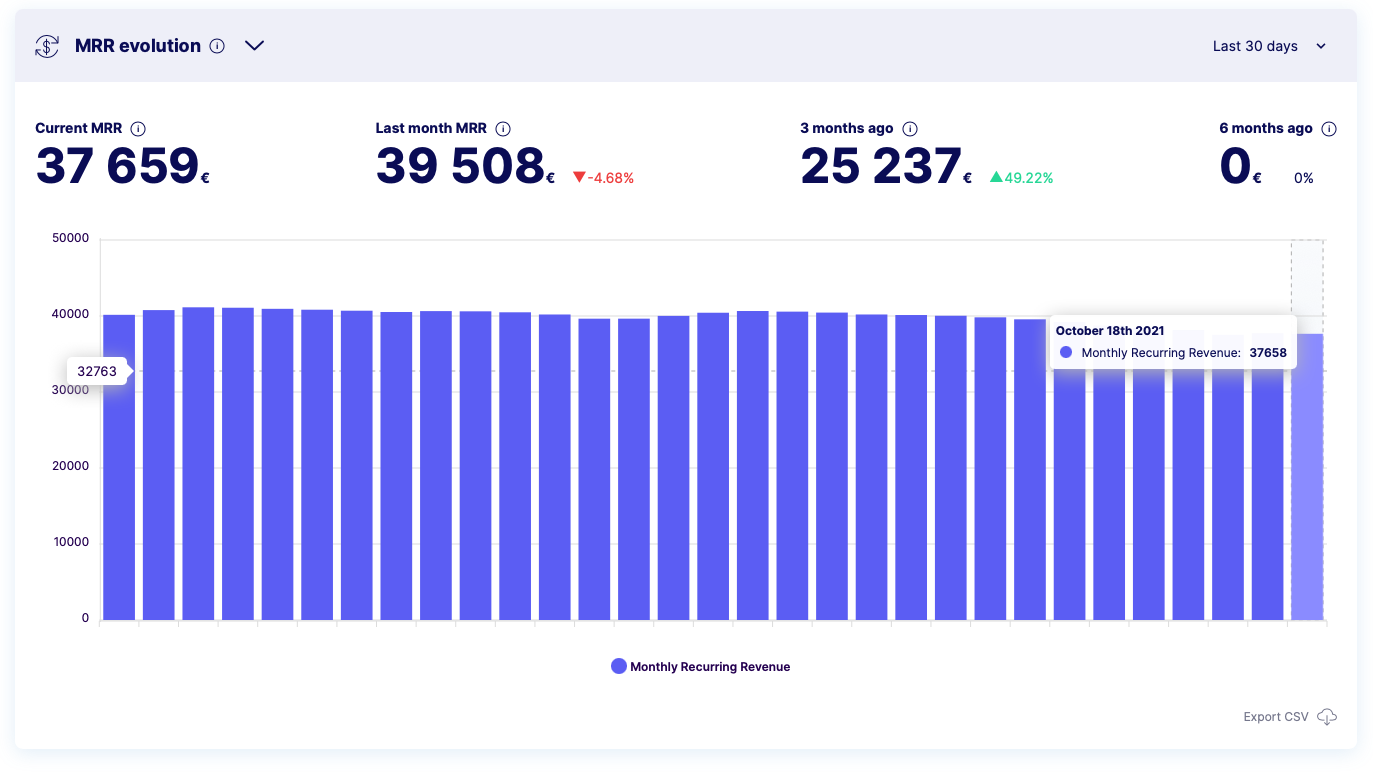 MRR evolution
Last 30 days
Current MRR
37 659€
Last month MRR
39 508€ ▼-4.68%
3 months ago
25 237€ ▲49.22%
6 months ago
0€ 0%
50000
40000
30000
20000
10000
0
32763
October 18th 2021
Monthly Recurring Revenue: 37658
Monthly Recurring Revenue
Export CSV